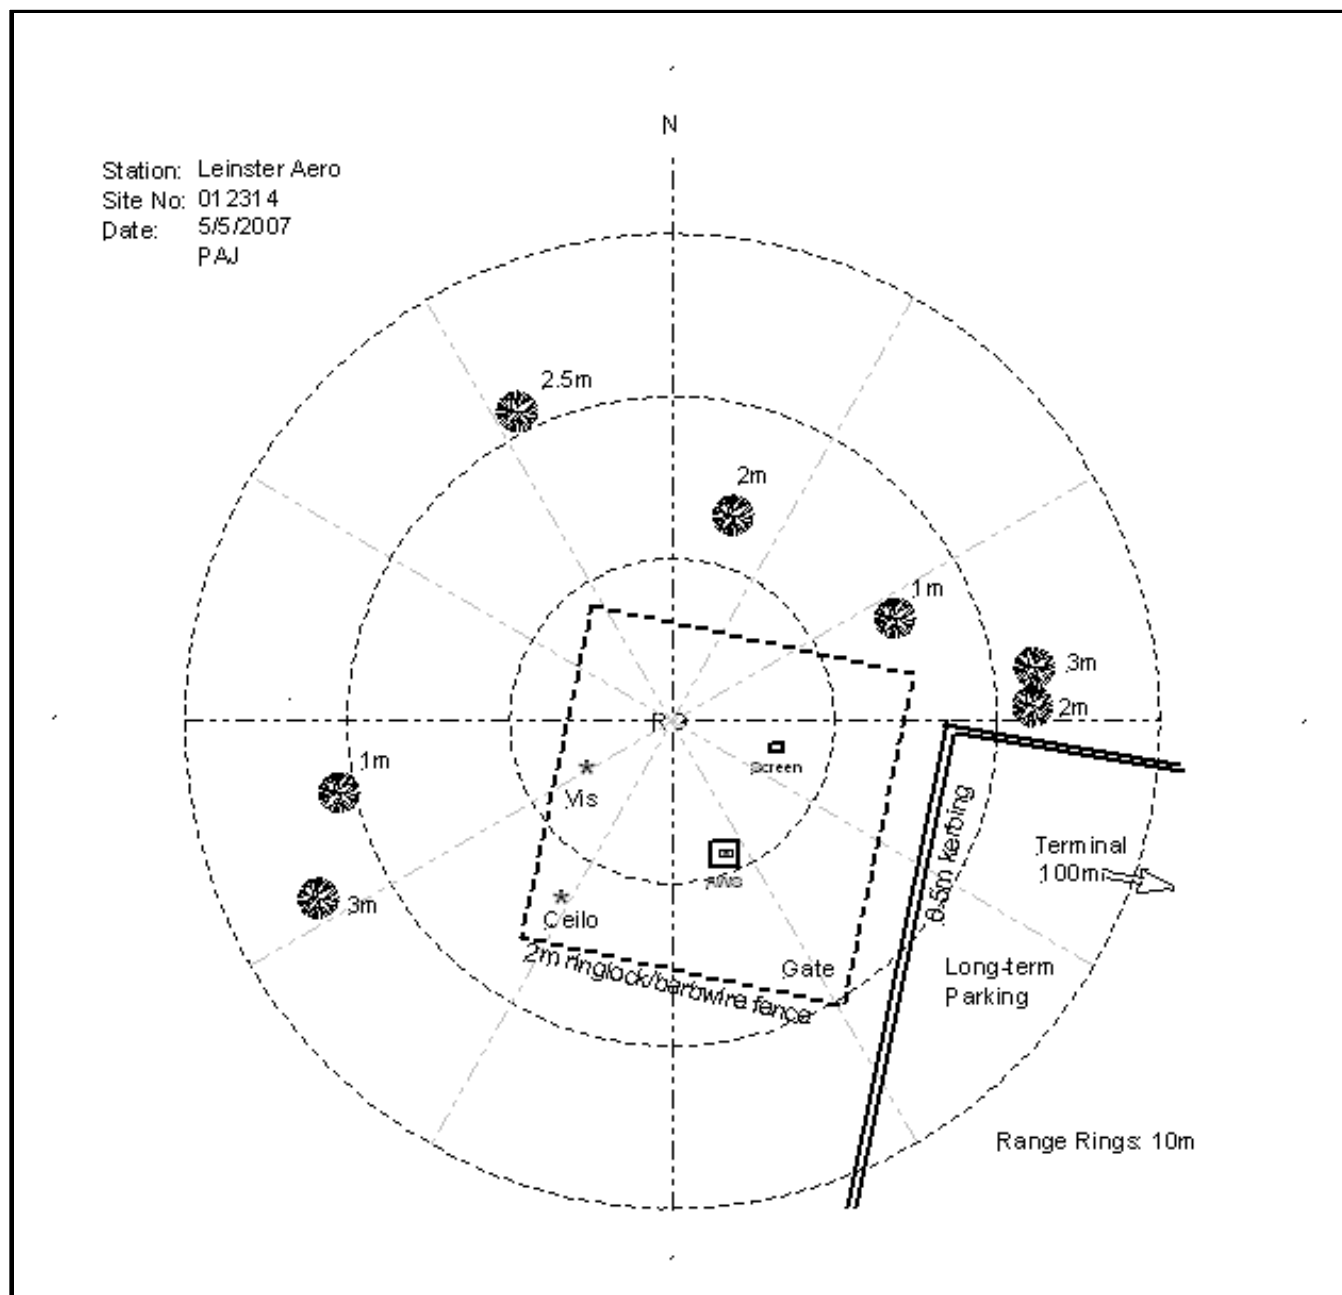 N
Station: Leinster Aero
Site No: 012314
Date: 5/5/2007
PAJ
2.5m
2m
1m
3m
2m
RG
Screen
1m
Vis
0.5m kerbing
Terminal
100m
AWS
3m
Ceilo
2m ringlock/barbwire fence
Gate
Long-term
Parking
Range Rings: 10m